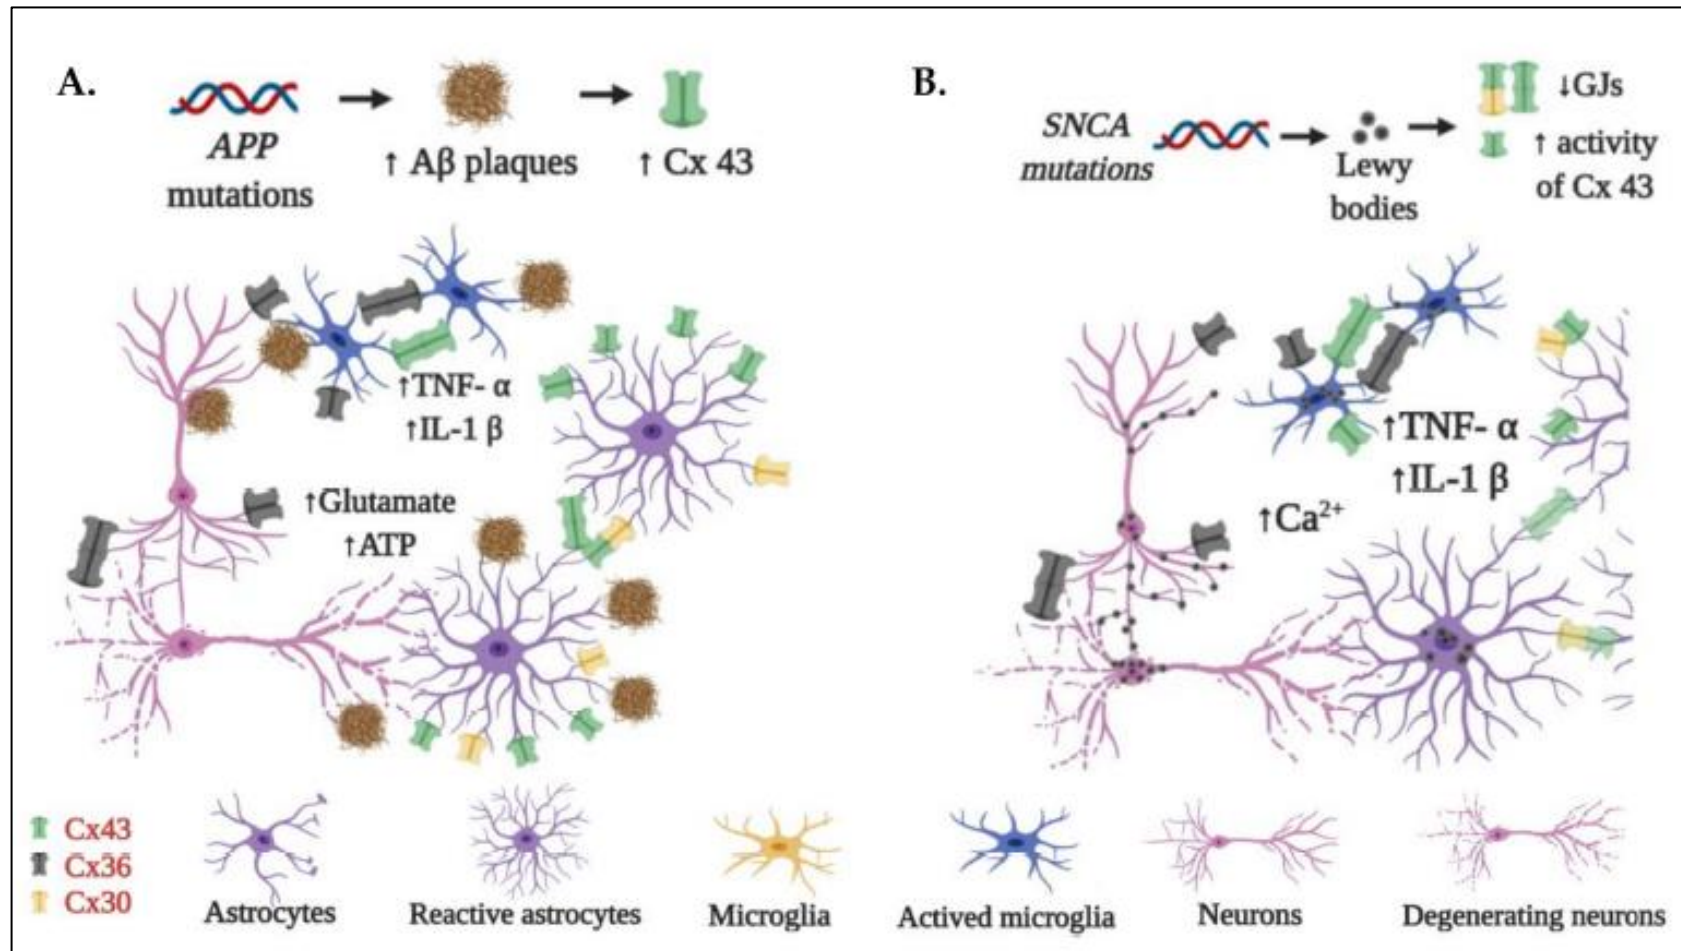 A.
APP
mutations
↑ Aβ plaques
↑ Cx 43
↑TNF- α
↑IL-1 β
↑Glutamate
↑ATP
B.
SNCA
mutations
Lewy
bodies
↓GJs
↑ activity
of Cx 43
↑TNF- α
↑IL-1 β
↑Ca²⁺
Cx43
Cx36
Cx30
Astrocytes
Reactive astrocytes
Microglia
Actived microglia
Neurons
Degenerating neurons